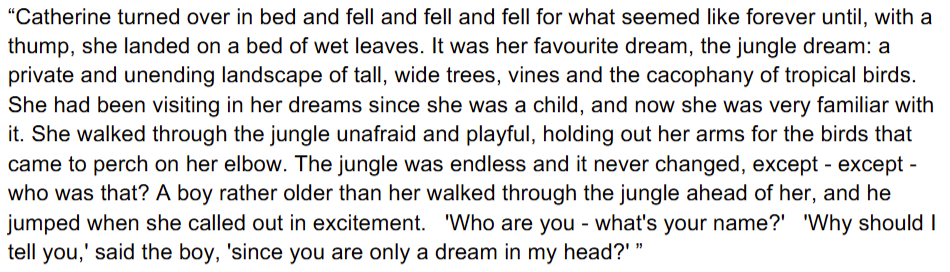 “Catherine turned over in bed and fell and fell and fell for what seemed like forever until, with a
thump, she landed on a bed of wet leaves. It was her favourite dream, the jungle dream: a
private and unending landscape of tall, wide trees, vines and the cacophany of tropical birds.
She had been visiting in her dreams since she was a child, and now she was very familiar with
it. She walked through the jungle unafraid and playful, holding out her arms for the birds that
came to perch on her elbow. The jungle was endless and it never changed, except - except -
who was that? A boy rather older than her walked through the jungle ahead of her, and he
jumped when she called out in excitement.   'Who are you - what's your name?'   'Why should I
tell you,' said the boy, 'since you are only a dream in my head?' ”